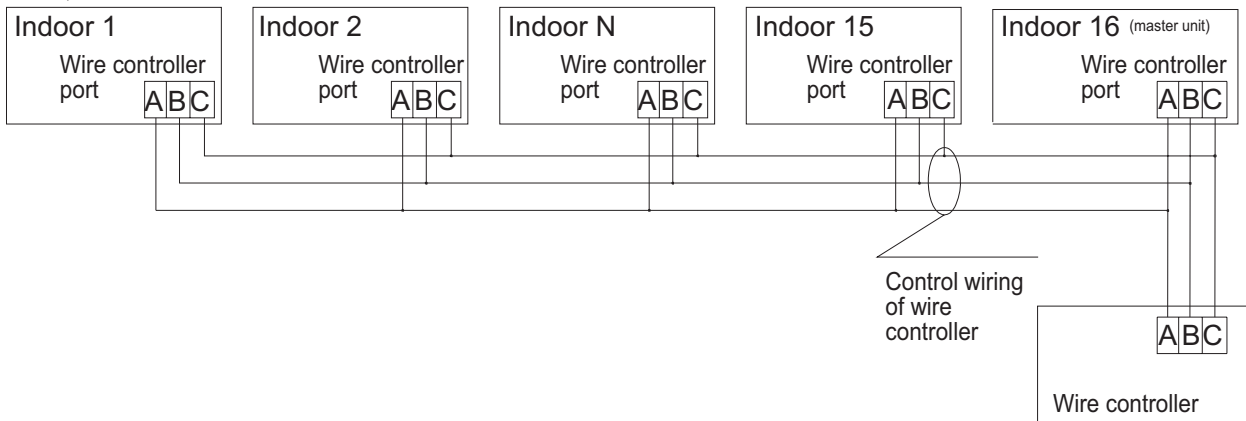 Indoor 1
Wire controller
port
A B C
Indoor 2
Wire controller
port
A B C
Indoor N
Wire controller
port
A B C
Indoor 15
Wire controller
port
A B C
Indoor 16 (master unit)
Wire controller
port
A B C
Control wiring
of wire
controller
A B C
Wire controller